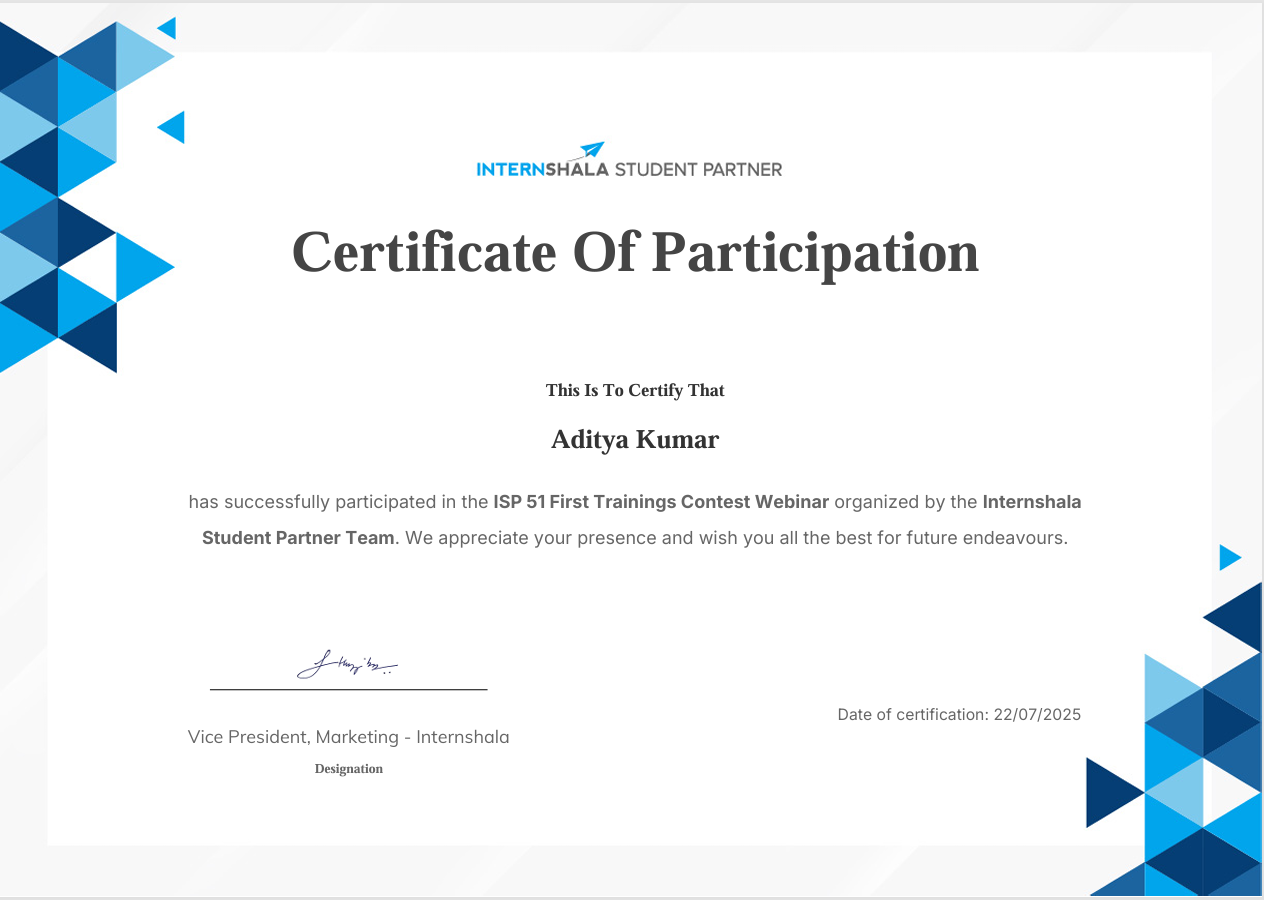 INTERNSHALA STUDENT PARTNER
Certificate Of Participation
This Is To Certify That
Aditya Kumar
has successfully participated in the ISP 51 First Trainings Contest Webinar organized by the Internshala
Student Partner Team. We appreciate your presence and wish you all the best for future endeavours.
Date of certification: 22/07/2025
Vice President, Marketing - Internshala
Designation